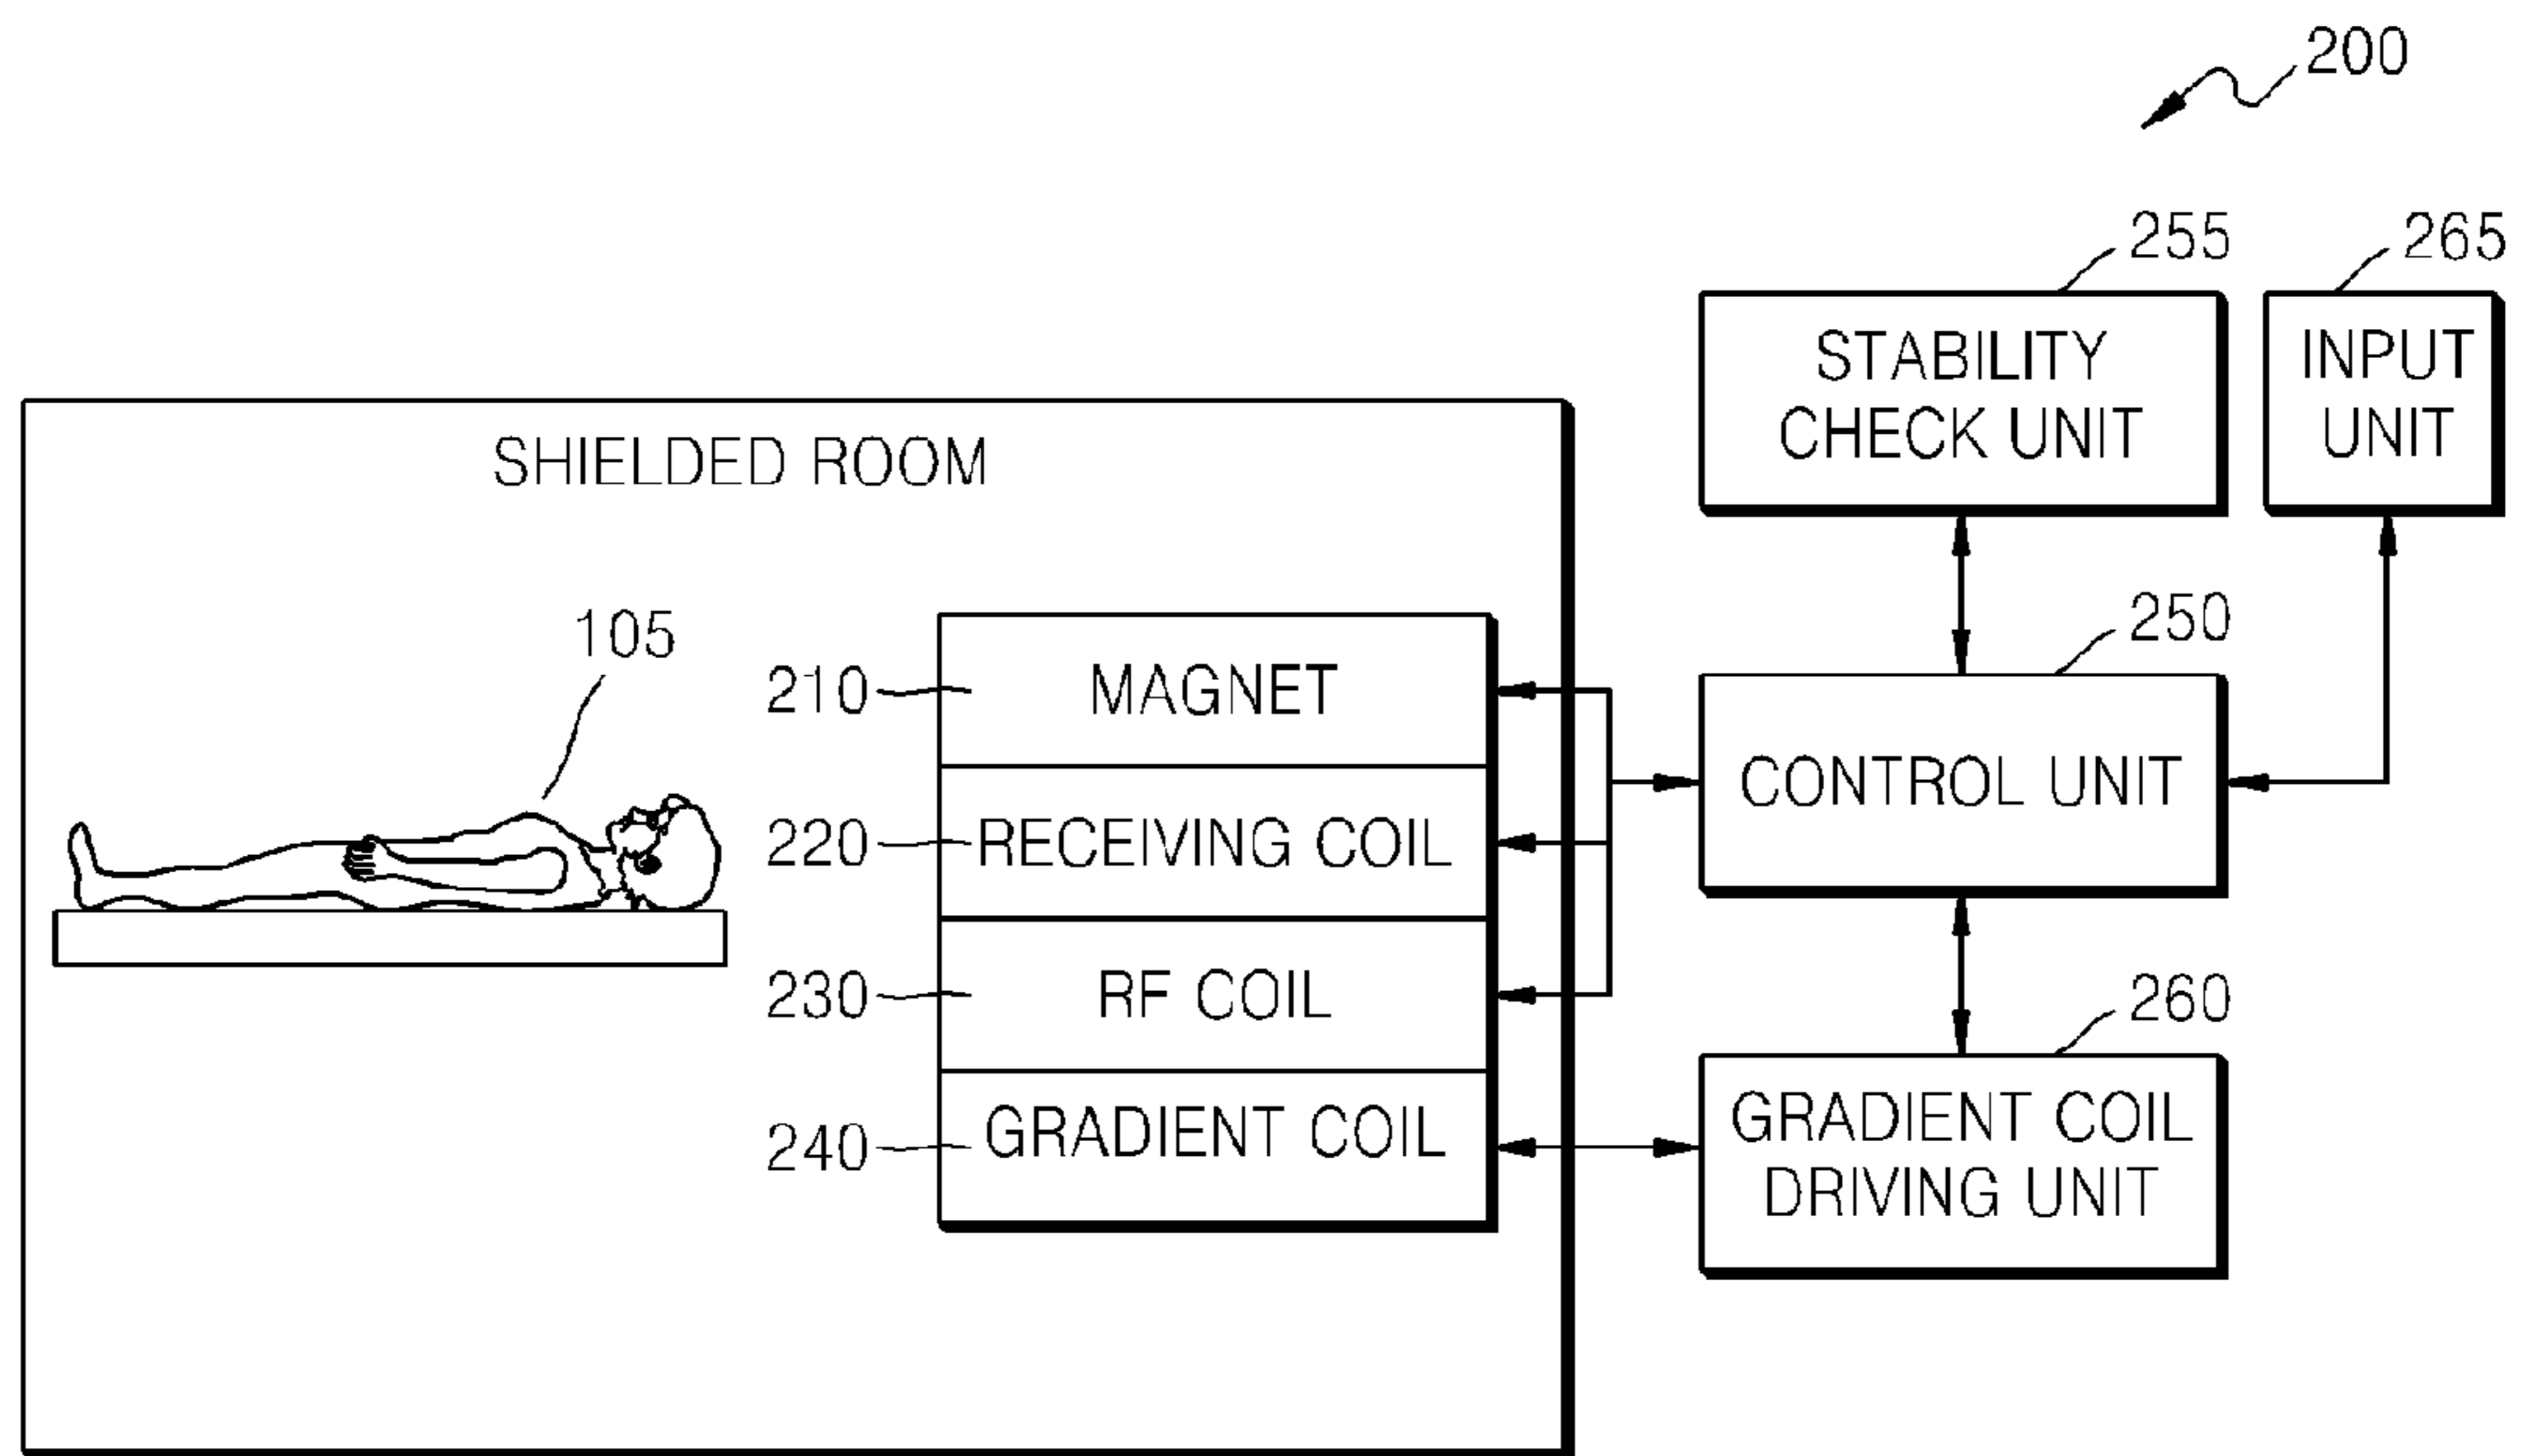 200
255
265
STABILITY
CHECK UNIT
INPUT
UNIT
SHIELDED ROOM
105
250
210
MAGNET
CONTROL UNIT
220
RECEIVING COIL
230
RF COIL
260
240
GRADIENT COIL
GRADIENT COIL
DRIVING UNIT